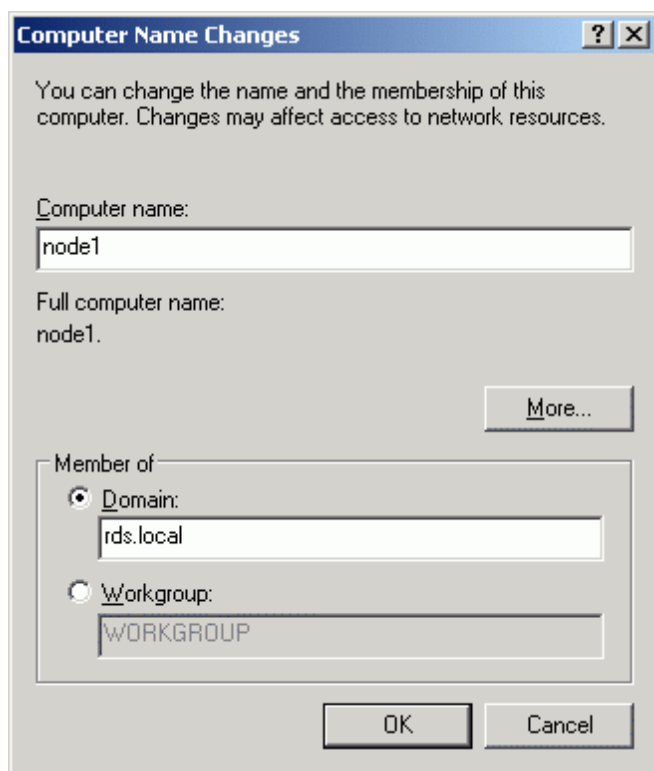 Computer Name Changes
You can change the name and the membership of this
computer. Changes may affect access to network resources.
Computer name:
node1
Full computer name:
node1.
More...
Member of
Domain:
rds.local
Workgroup:
WORKGROUP
OK Cancel